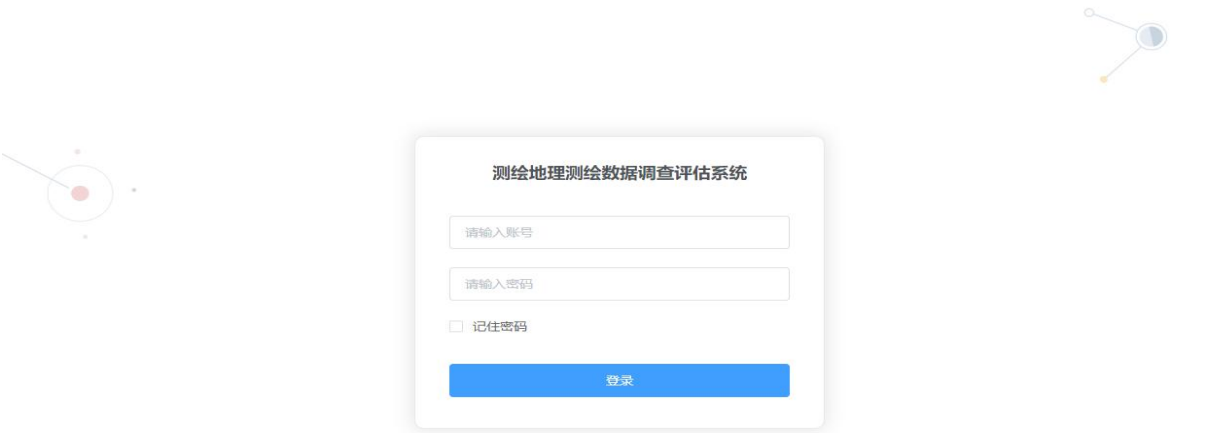 测绘地理测绘数据调查评估系统
请输入账号
请输入密码
记住密码
登录